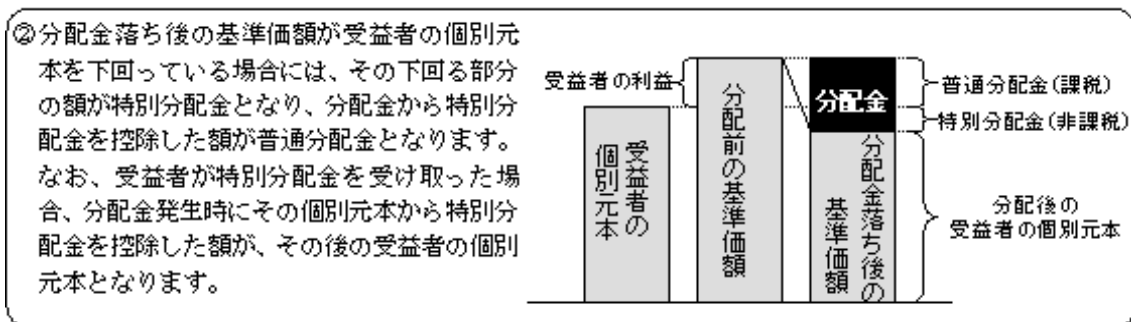 ②分配金落ち後の基準価額が受益者の個別元
本を下回っている場合には、その下回る部分
の額が特別分配金となり、分配金から特別分
配金を控除した額が普通分配金となります。
なお、受益者が特別分配金を受け取った場
合、分配金発生時にその個別元本から特別分
配金を控除した額が、その後の受益者の個別
元本となります。
受益者の利益
受益者の
個別元本
分配前の基準価額
分配金
分配金落ち後の
基準価額
普通分配金(課税)
特別分配金(非課税)
分配後の
受益者の個別元本